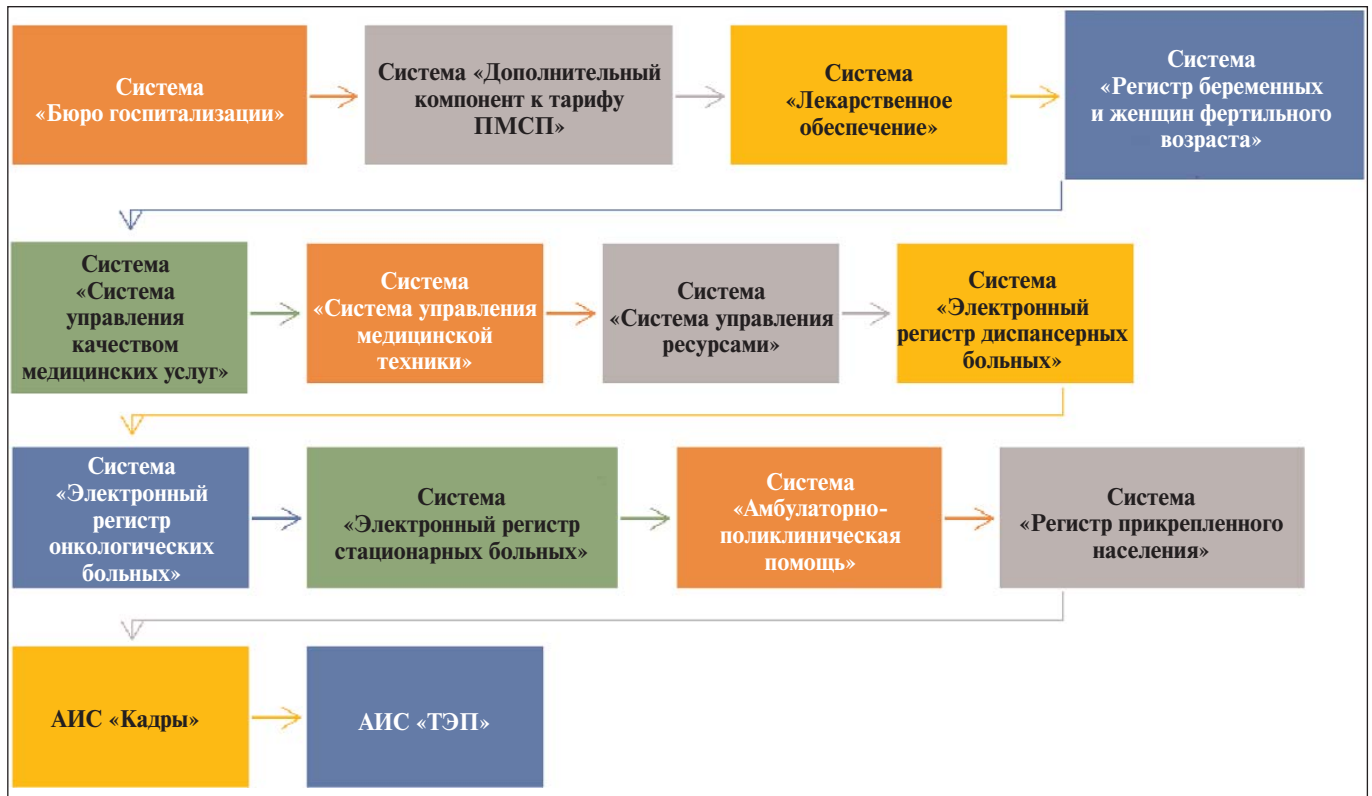 Система
«Бюро госпитализации»
Система «Дополнительный
компонент к тарифу
ПМСП»
Система
«Лекарственное
обеспечение»
Система
«Регистр беременных
и женщин фертильного
возраста»
Система
«Система
управления
качеством
медицинских услуг»
Система
«Система управления
медицинской
техники»
Система
«Система управления
ресурсами»
Система
«Электронный
регистр диспансерных
больных»
Система
«Электронный
регистр
онкологических
больных»
Система
«Электронный регистр
стационарных больных»
Система
«Амбулаторно-
поликлиническая
помощь»
Система
«Регистр прикрепленного
населения»
АИС «Кадры»
АИС «ТЭП»